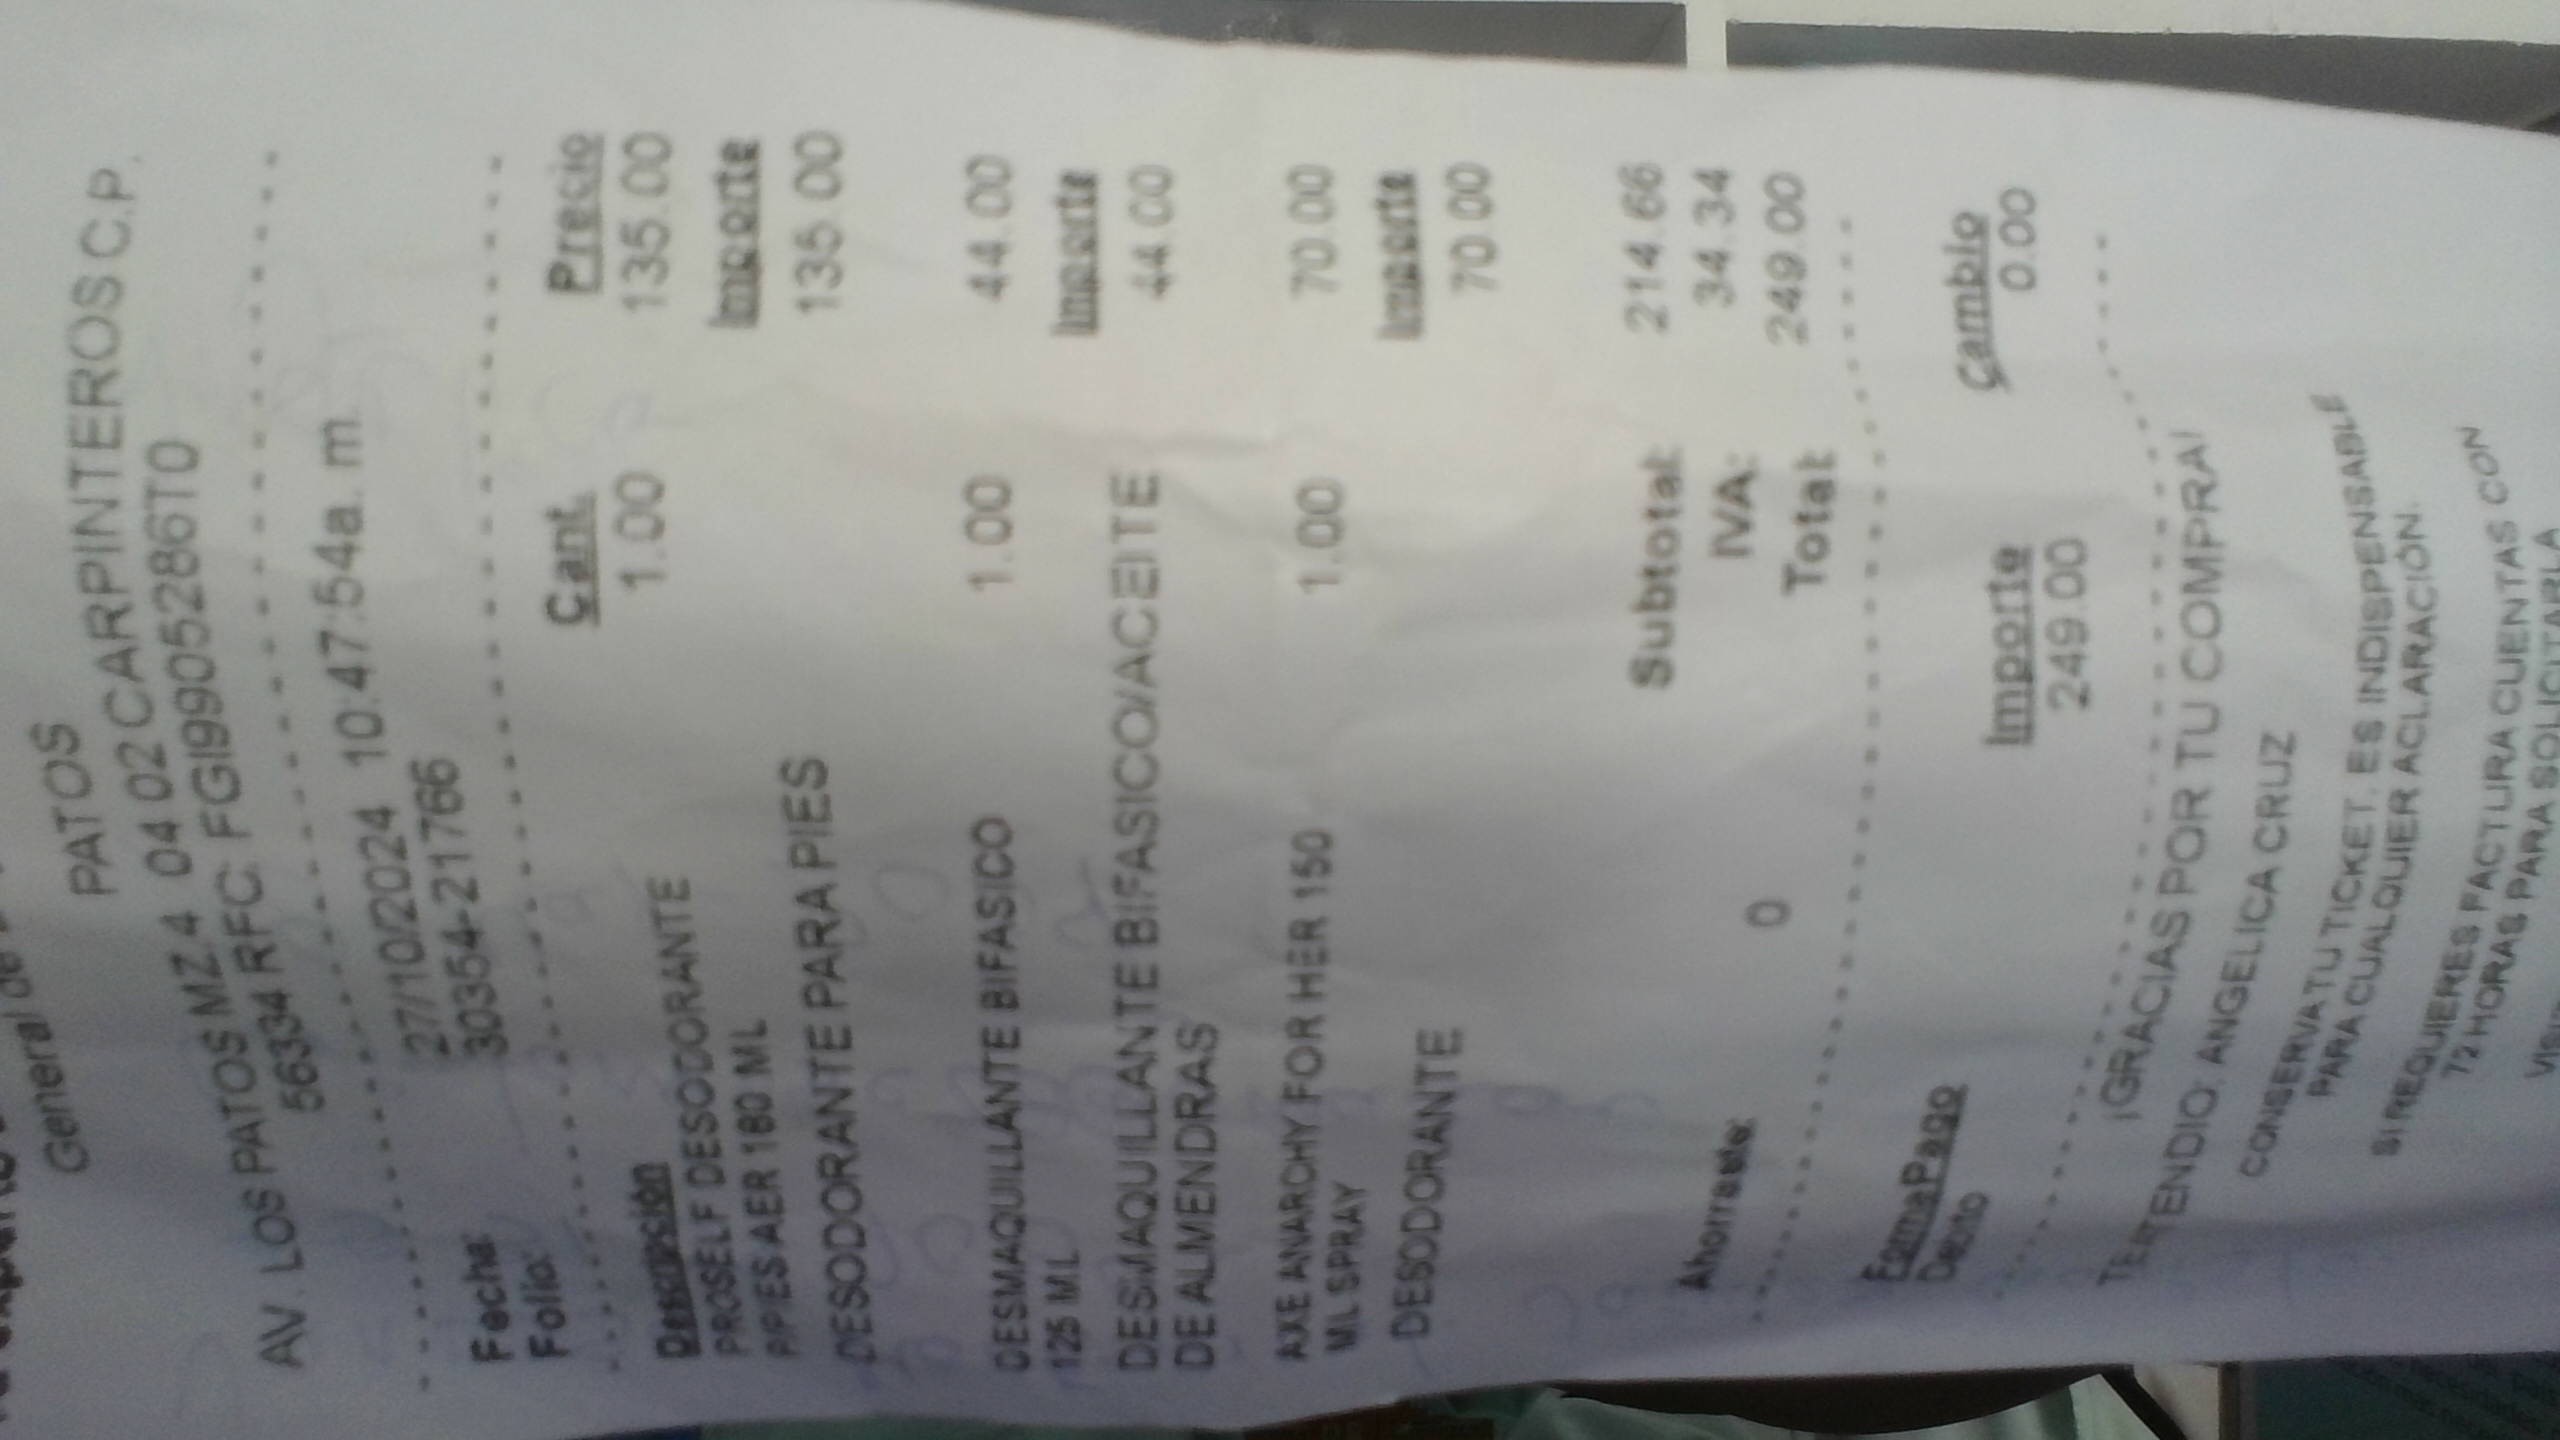 General de
PATOS
AV. LOS PATOS MZ 4 04 02 CARPINTEROS C.P.
56334 RFC: FGI9905286T0
Fecha: 27/10/2024 10:47:54a. m.
Folio: 30354-21766
Descripción Cant. Precio
PROSELF DESODORANTE 1.00 135.00
P/PIES AER 180 ML Importe
DESODORANTE PARA PIES 135.00
DESMAQUILLANTE BIFASICO 1.00 44.00
125 ML Importe
DESMAQUILLANTE BIFASICO/ACEITE 44.00
DE ALMENDRAS
AXE ANARCHY FOR HER 150 1.00 70.00
ML SPRAY Importe
DESODORANTE 70.00
Subtotal: 214.66
IVA: 34.34
Ahorraste: 0 Total: 249.00
FormaPago Importe Cambio
Debito 249.00 0.00
¡GRACIAS POR TU COMPRA!
TE ATENDIO: ANGELICA CRUZ
CONSERVA TU TICKET, ES INDISPENSABLE
PARA CUALQUIER ACLARACIÓN.
SI REQUIERES FACTURA CUENTAS CON
72 HORAS PARA SOLICITARLA